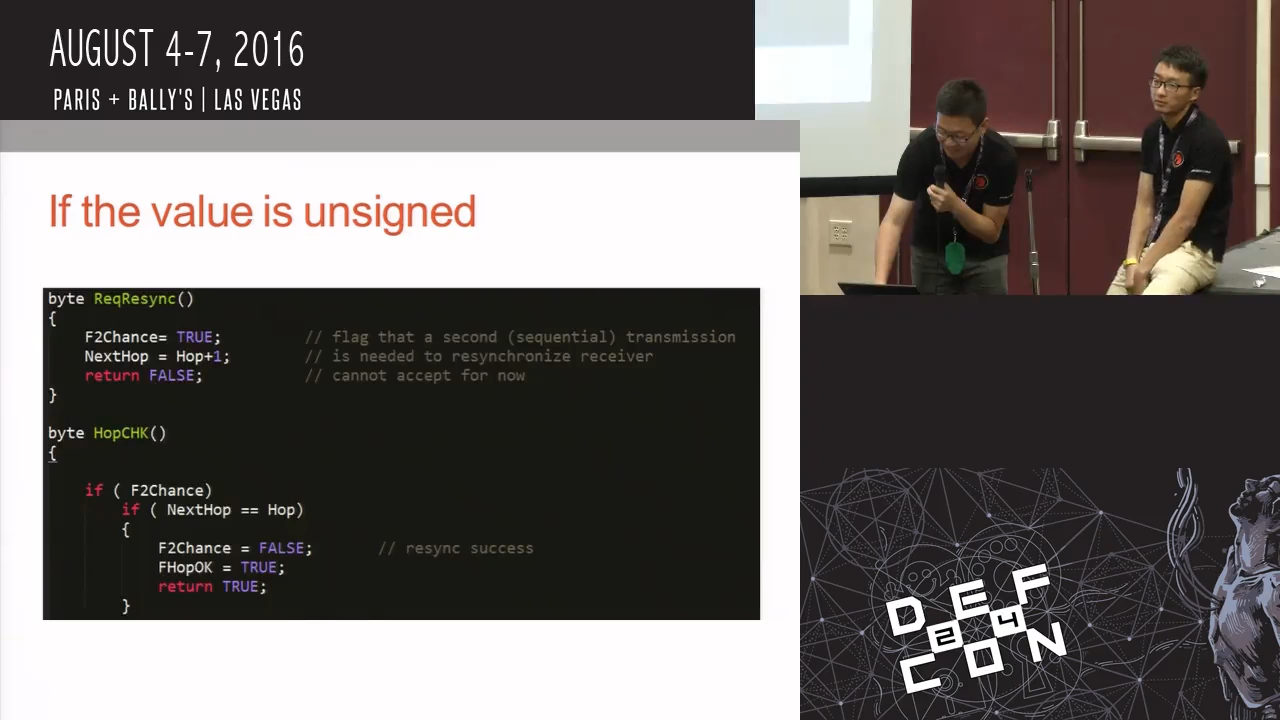 AUGUST 4-7, 2016
PARIS + BALLY'S | LAS VEGAS
If the value is unsigned
byte ReqResync()
{
F2Chance= TRUE; // flag that a second (sequential) transmission
NextHop = Hop+1; // is needed to resynchronize receiver
return FALSE; // cannot accept for now
}
byte HopCHK()
{
if ( F2Chance)
if ( NextHop == Hop)
{
F2Chance = FALSE; // resync success
FHopOK = TRUE;
return TRUE;
}
DEF
24
CON